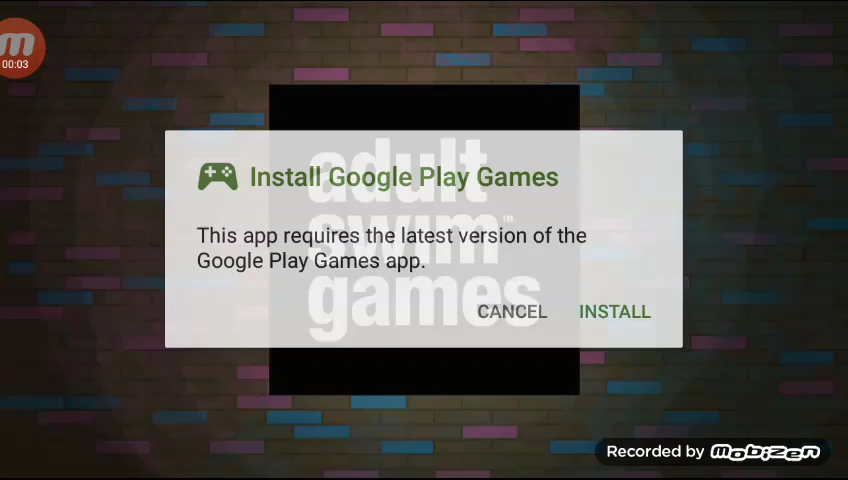 m
00:03
adult
swim™
games
Install Google Play Games
This app requires the latest version of the
Google Play Games app.
CANCEL INSTALL
Recorded by mobizen